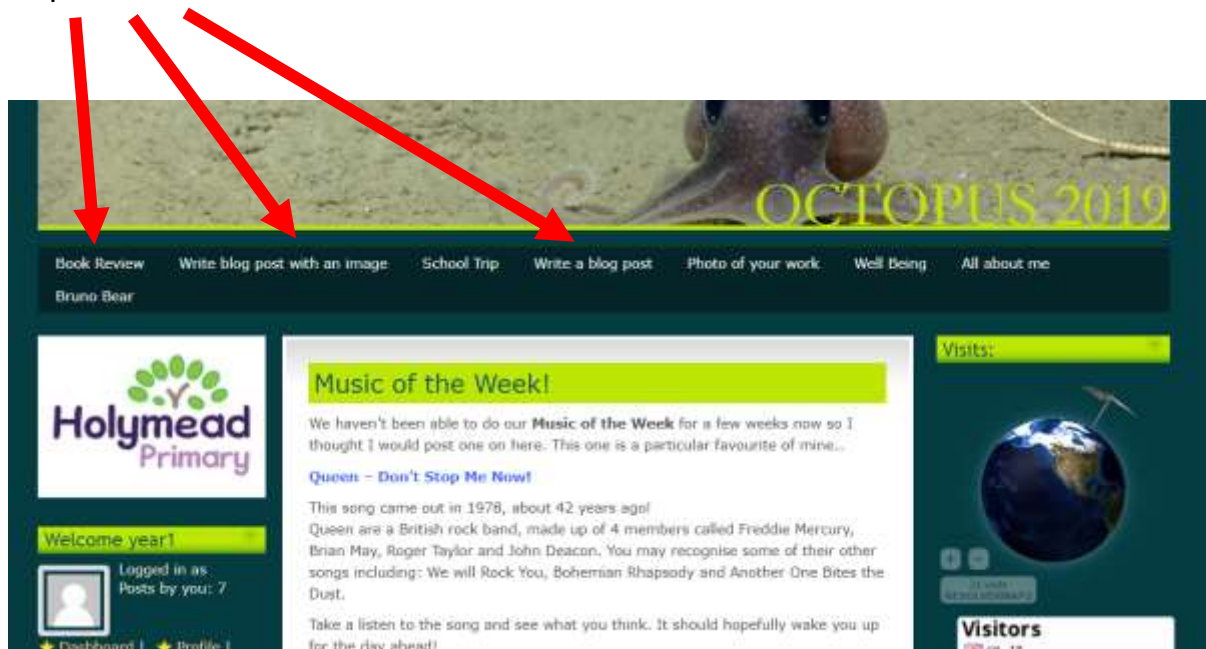 OCTOPUS 2019
Book Review Write blog post with an image School Trip Write a blog post Photo of your work Well Being All about me
Bruno Bear
Holymead
Primary
Welcome year1
Logged in as
Posts by you: 7
Dashboard | Profile |
Music of the Week!
We haven't been able to do our Music of the Week for a few weeks now so I
thought I would post one on here. This one is a particular favourite of mine..
Queen – Don't Stop Me Now!
This song came out in 1978, about 42 years ago!
Queen are a British rock band, made up of 4 members called Freddie Mercury,
Brian May, Roger Taylor and John Deacon. You may recognise some of their other
songs including: We will Rock You, Bohemian Rhapsody and Another One Bites the
Dust.
Take a listen to the song and see what you think. It should hopefully wake you up
for the day ahead!
Visits:
Visitors